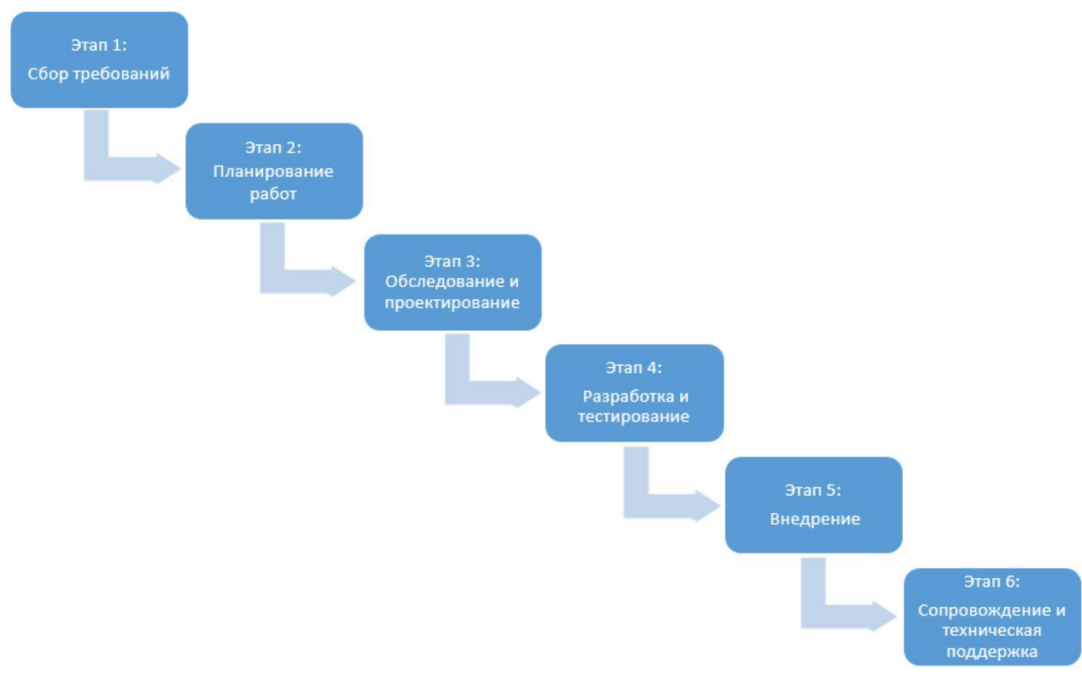 Этап 1:
Сбор требований
Этап 2:
Планирование
работ
Этап 3:
Обследование и
проектирование
Этап 4:
Разработка и
тестирование
Этап 5:
Внедрение
Этап 6:
Сопровождение и
техническая
поддержка